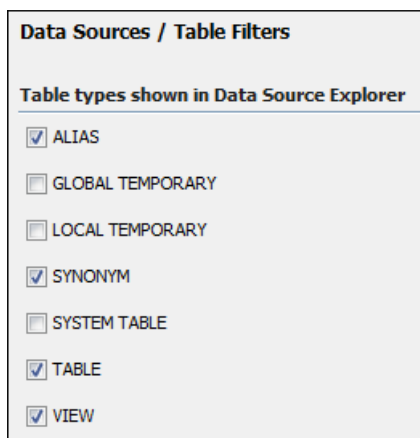 Data Sources / Table Filters
Table types shown in Data Source Explorer
ALIAS
GLOBAL TEMPORARY
LOCAL TEMPORARY
SYNONYM
SYSTEM TABLE
TABLE
VIEW